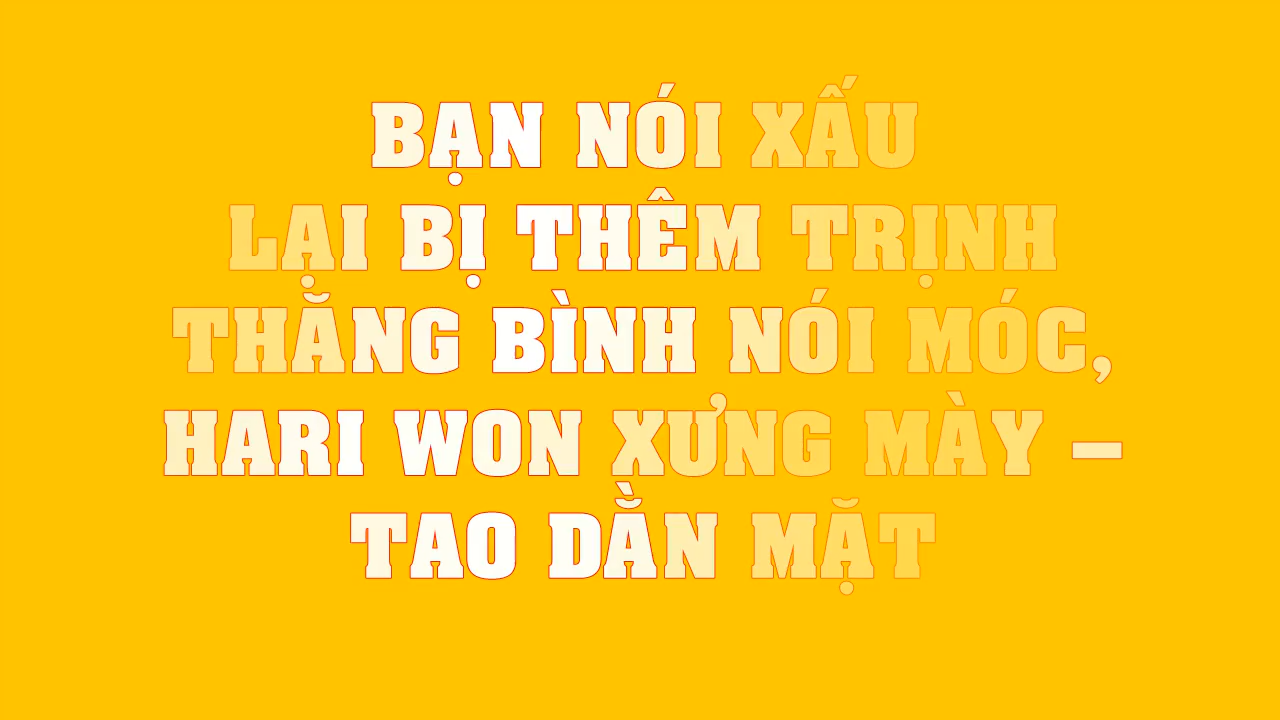 BẠN NÓI XẤU
LẠI BỊ THÊM TRỊNH
THĂNG BÌNH NÓI MÓC,
HARI WON XƯNG MÀY –
TAO DẰN MẶT